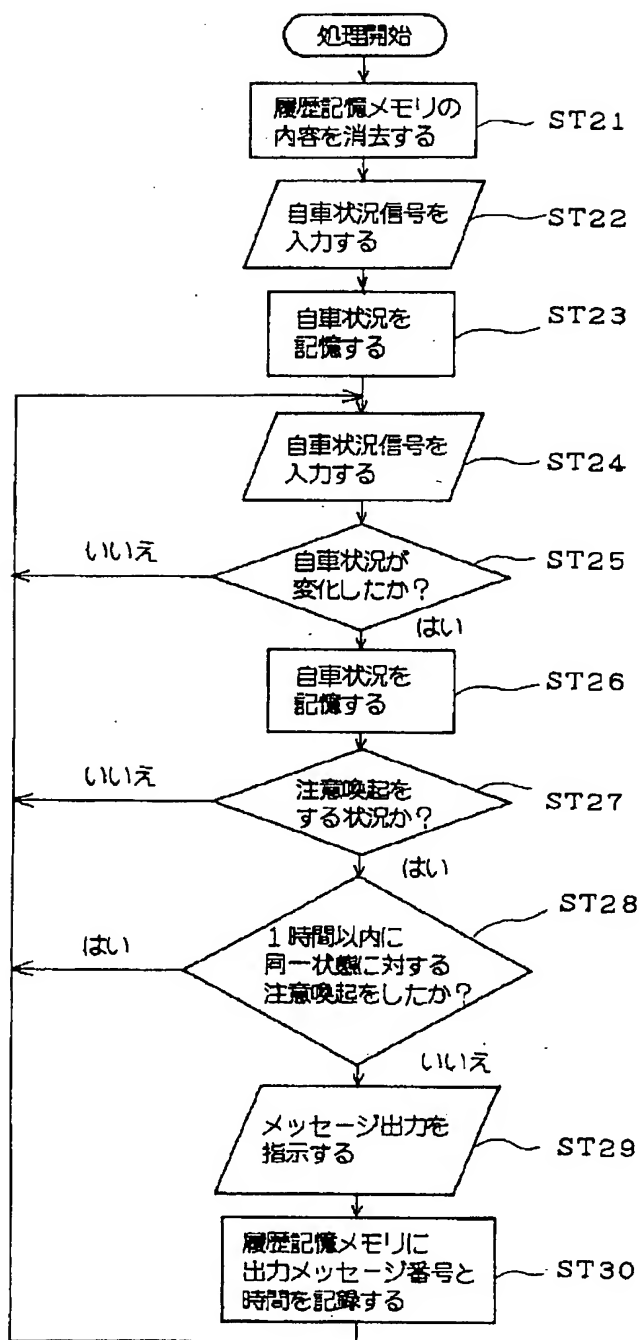 処理開始
履歴記憶メモリの
内容を消去する
ST21
自車状況信号を
入力する
ST22
自車状況を
記憶する
ST23
自車状況信号を
入力する
ST24
自車状況が
変化したか?
ST25
いいえ
はい
自車状況を
記憶する
ST26
注意喚起を
する状況か?
ST27
いいえ
はい
1時間以内に
同一状態に対する
注意喚起をしたか?
ST28
はい
いいえ
メッセージ出力を
指示する
ST29
履歴記憶メモリに
出力メッセージ番号と
時間を記録する
ST30